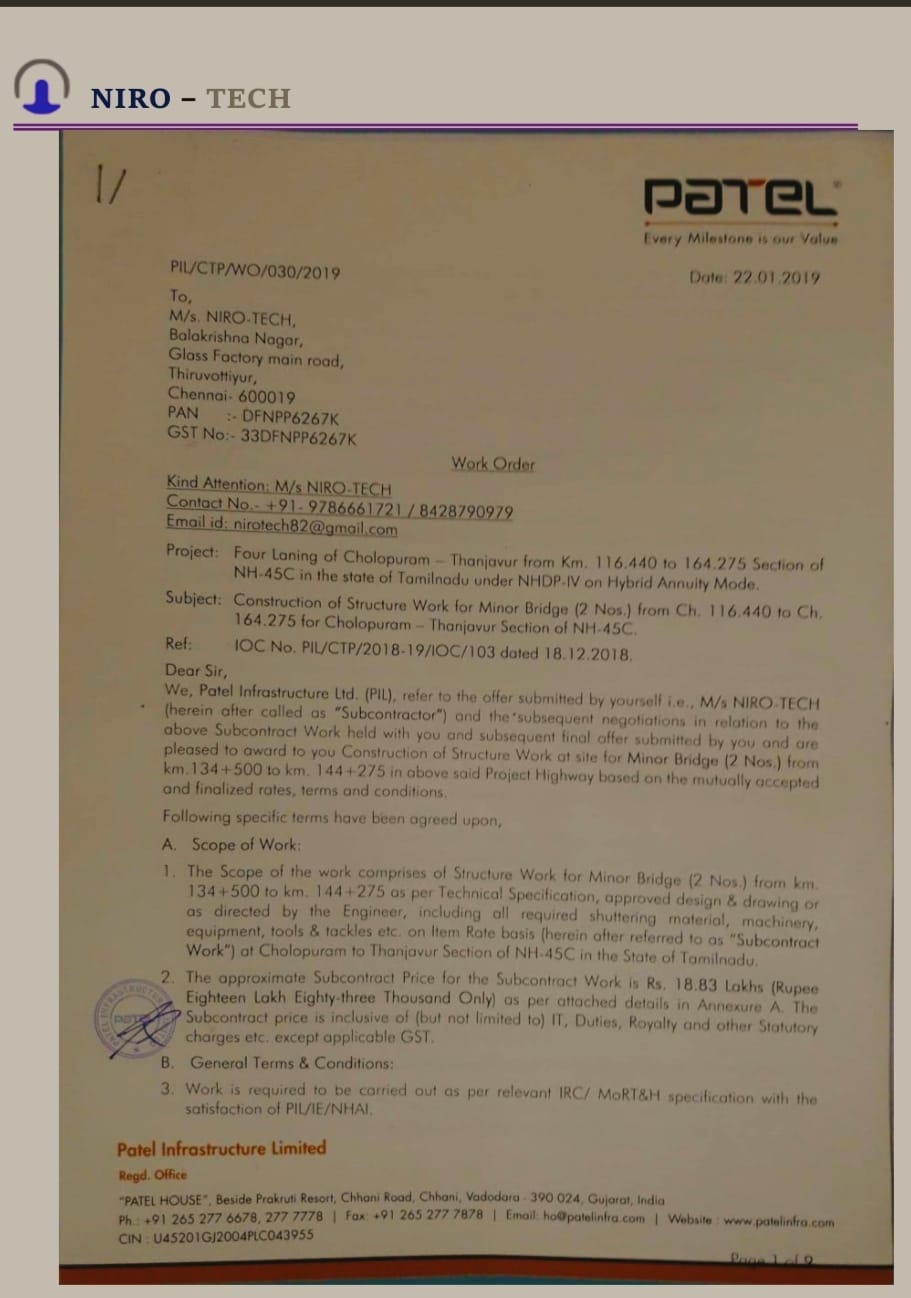 NIRO – TECH
1/
PATEL®
Every Milestone is our Value
PIL/CTP/WO/030/2019
Date: 22.01.2019
To,
M/s. NIRO-TECH,
Balakrishna Nagar,
Glass Factory main road,
Thiruvottiyur,
Chennai- 600019
PAN :- DFNPP6267K
GST No:- 33DFNPP6267K
Work Order
Kind Attention: M/s NIRO-TECH
Contact No.- +91- 9786661721 / 8428790979
Email id: nirotech82@gmail.com
Project: Four Laning of Cholopuram – Thanjavur from Km. 116.440 to 164.275 Section of
NH-45C in the state of Tamilnadu under NHDP-IV on Hybrid Annuity Mode.
Subject: Construction of Structure Work for Minor Bridge (2 Nos.) from Ch. 116.440 to Ch.
164.275 for Cholopuram – Thanjavur Section of NH-45C.
Ref: IOC No. PIL/CTP/2018-19/IOC/103 dated 18.12.2018.
Dear Sir,
We, Patel Infrastructure Ltd. (PIL), refer to the offer submitted by yourself i.e., M/s NIRO-TECH
(herein after called as "Subcontractor") and the subsequent negotiations in relation to the
above Subcontract Work held with you and subsequent final offer submitted by you and are
pleased to award to you Construction of Structure Work at site for Minor Bridge (2 Nos.) from
km.134+500 to km. 144+275 in above said Project Highway based on the mutually accepted
and finalized rates, terms and conditions.
Following specific terms have been agreed upon,
A. Scope of Work:
1. The Scope of the work comprises of Structure Work for Minor Bridge (2 Nos.) from km.
134+500 to km. 144+275 as per Technical Specification, approved design & drawing or
as directed by the Engineer, including all required shuttering material, machinery,
equipment, tools & tackles etc. on Item Rate basis (herein after referred to as "Subcontract
Work") at Cholopuram to Thanjavur Section of NH-45C in the State of Tamilnadu.
2. The approximate Subcontract Price for the Subcontract Work is Rs. 18.83 Lakhs (Rupee
Eighteen Lakh Eighty-three Thousand Only) as per attached details in Annexure A. The
Subcontract price is inclusive of (but not limited to) IT, Duties, Royalty and other Statutory
charges etc. except applicable GST.
B. General Terms & Conditions:
3. Work is required to be carried out as per relevant IRC/ MoRT&H specification with the
satisfaction of PIL/IE/NHAI.
Patel Infrastructure Limited
Regd. Office
"PATEL HOUSE", Beside Prakruti Resort, Chhani Road, Chhani, Vadodara - 390 024, Gujarat, India
Ph.: +91 265 277 6678, 277 7778 | Fax: +91 265 277 7878 | Email: ho@patelinfra.com | Website : www.patelinfra.com
CIN : U45201GJ2004PLC043955
Page 1 of 9